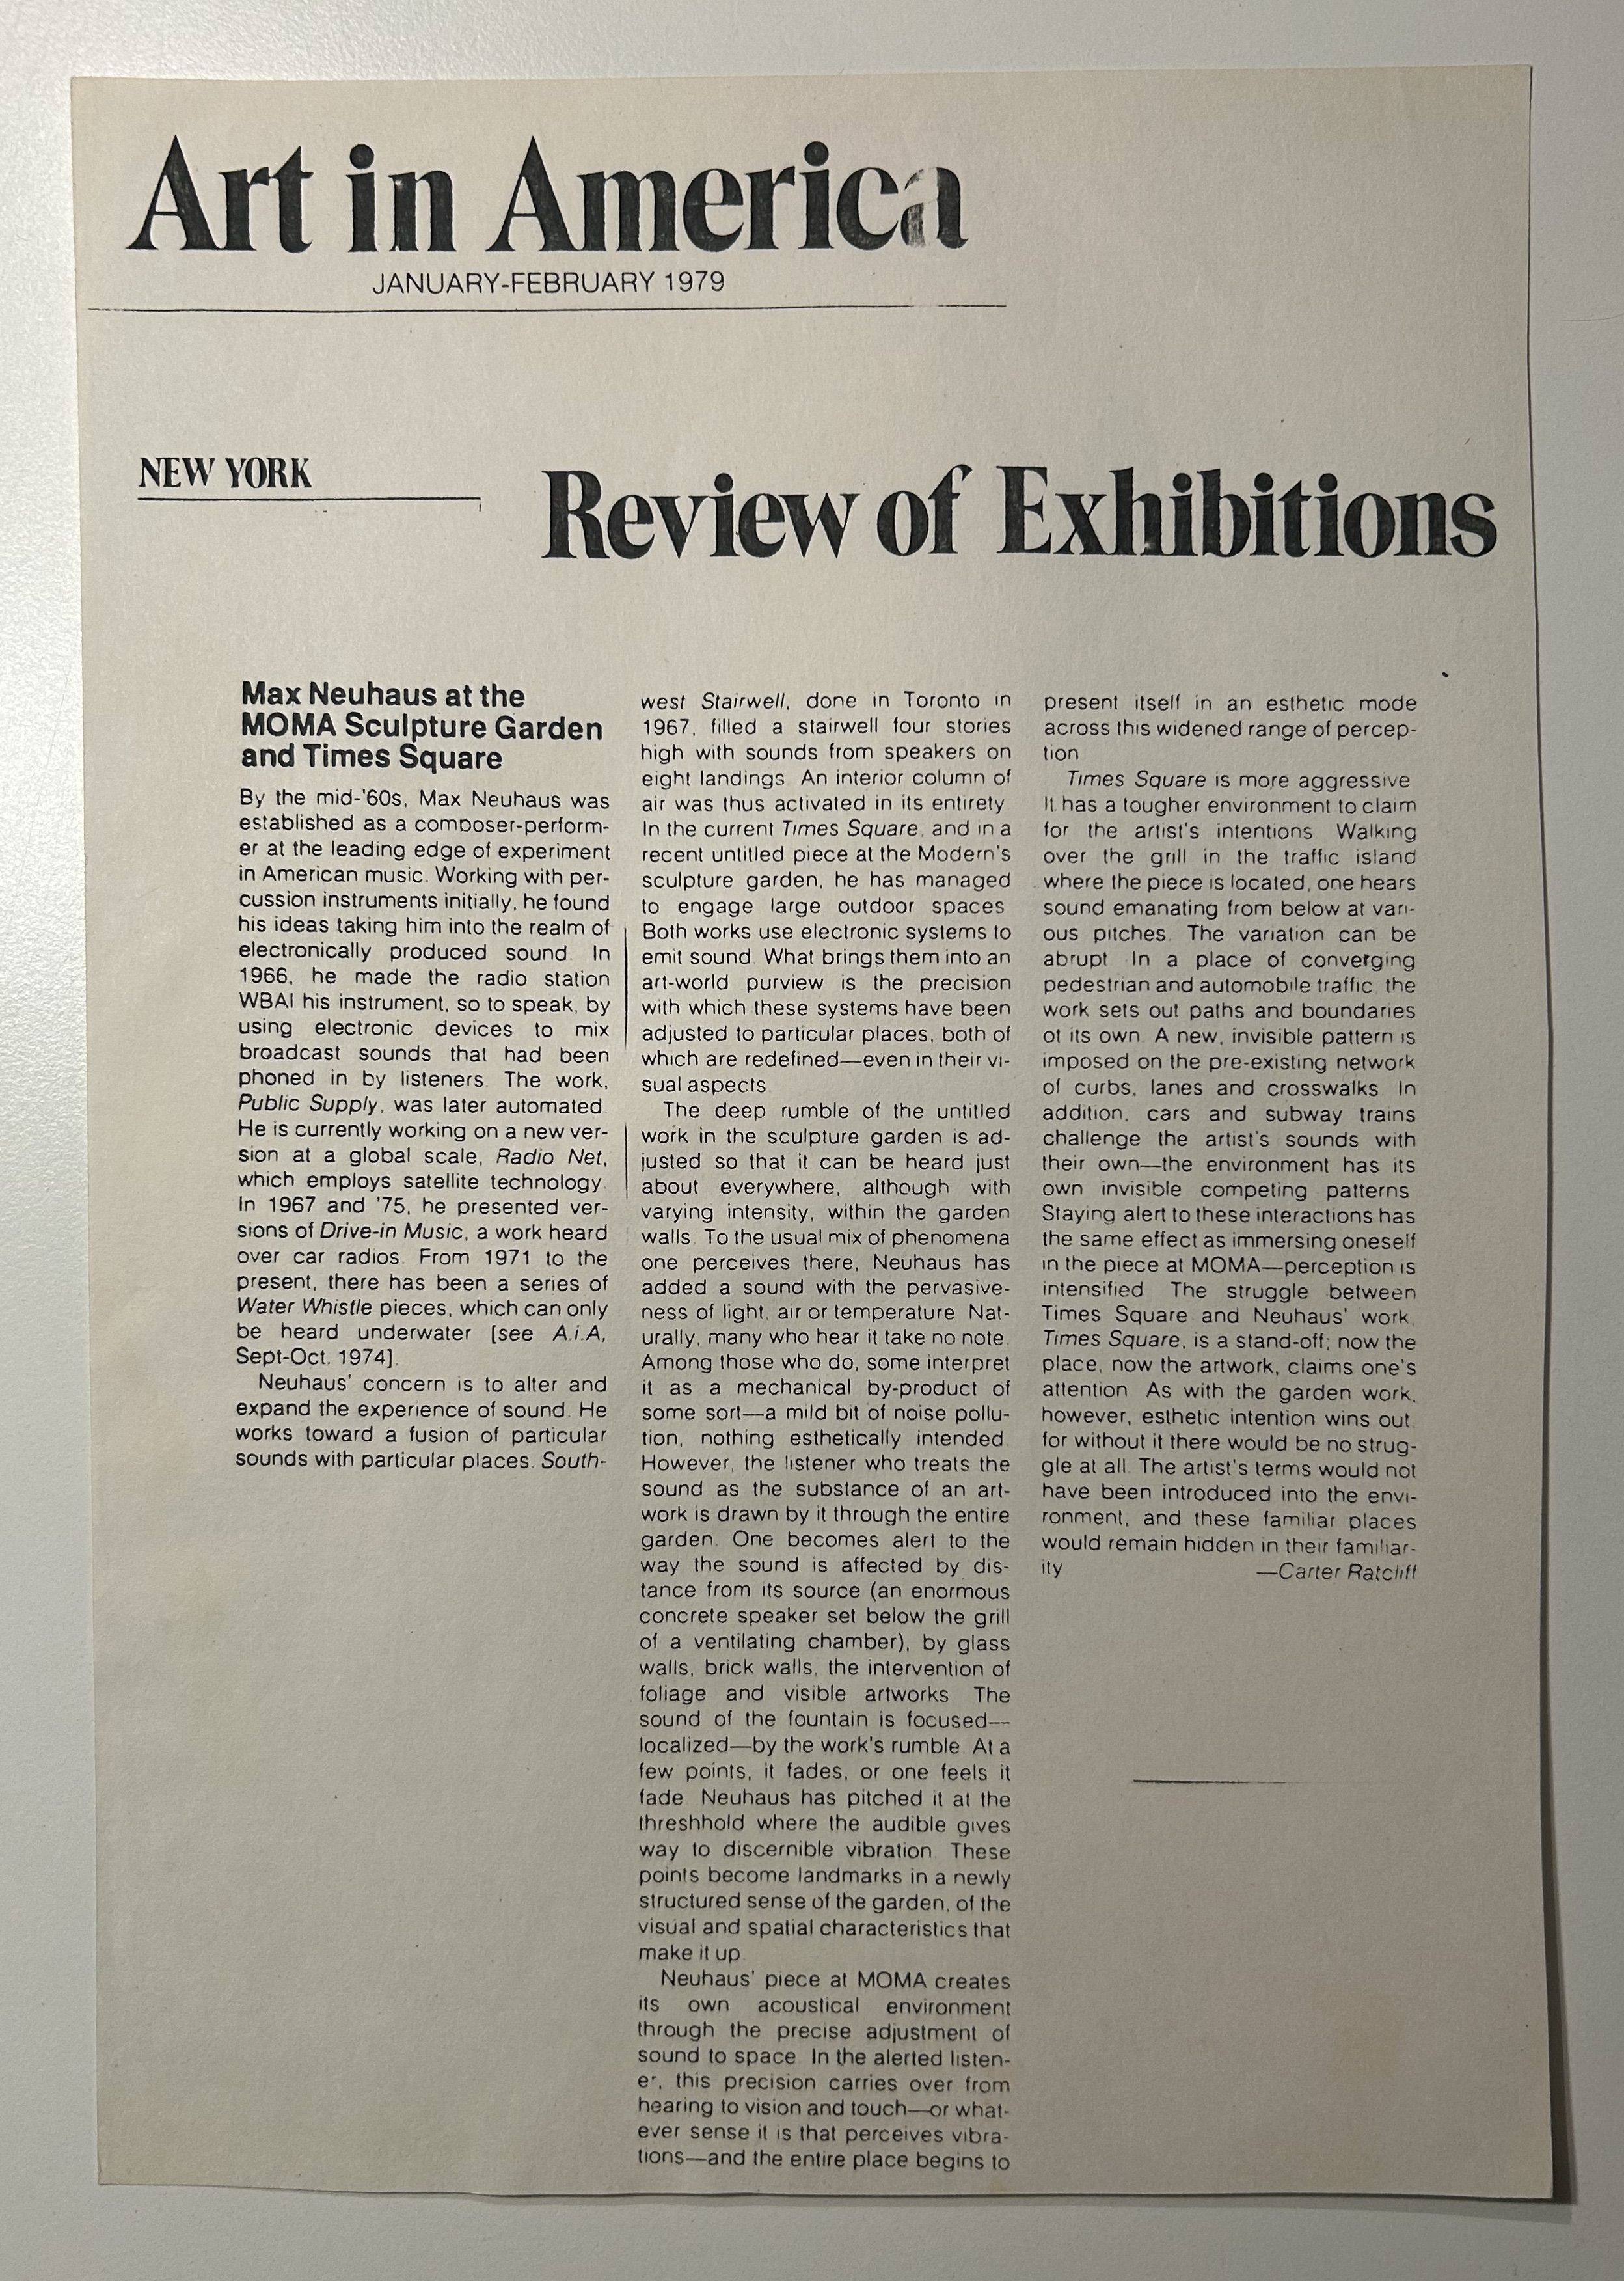 Art in America
JANUARY-FEBRUARY 1979
NEW YORK
Review of Exhibitions
Max Neuhaus at the
MOMA Sculpture Garden
and Times Square
By the mid-'60s, Max Neuhaus was
established as a composer-perform-
er at the leading edge of experiment
in American music. Working with per-
cussion instruments initially, he found
his ideas taking him into the realm of
electronically produced sound. In
1966, he made the radio station
WBAI his instrument, so to speak, by
using electronic devices to mix
broadcast sounds that had been
phoned in by listeners. The work,
Public Supply, was later automated.
He is currently working on a new ver-
sion at a global scale, Radio Net,
which employs satellite technology.
In 1967 and '75, he presented ver-
sions of Drive-in Music, a work heard
over car radios. From 1971 to the
present, there has been a series of
Water Whistle pieces, which can only
be heard underwater [see A.i.A,
Sept-Oct. 1974].
Neuhaus' concern is to alter and
expand the experience of sound. He
works toward a fusion of particular
sounds with particular places. South-
west Stairwell, done in Toronto in
1967, filled a stairwell four stories
high with sounds from speakers on
eight landings. An interior column of
air was thus activated in its entirety.
In the current Times Square, and in a
recent untitled piece at the Modern's
sculpture garden, he has managed
to engage large outdoor spaces
Both works use electronic systems to
emit sound. What brings them into an
art-world purview is the precision
with which these systems have been
adjusted to particular places, both of
which are redefined—even in their vi-
sual aspects.
The deep rumble of the untitled
work in the sculpture garden is ad-
justed so that it can be heard just
about everywhere, although with
varying intensity, within the garden
walls. To the usual mix of phenomena
one perceives there, Neuhaus has
added a sound with the pervasive-
ness of light, air or temperature. Nat-
urally, many who hear it take no note.
Among those who do, some interpret
it as a mechanical by-product of
some sort—a mild bit of noise pollu-
tion, nothing esthetically intended.
However, the listener who treats the
sound as the substance of an art-
work is drawn by it through the entire
garden. One becomes alert to the
way the sound is affected by dis-
tance from its source (an enormous
concrete speaker set below the grill
of a ventilating chamber), by glass
walls, brick walls, the intervention of
foliage and visible artworks The
sound of the fountain is focused—
localized—by the work's rumble. At a
few points, it fades, or one feels it
fade. Neuhaus has pitched it at the
threshhold where the audible gives
way to discernible vibration. These
points become landmarks in a newly
structured sense of the garden, of the
visual and spatial characteristics that
make it up.
Neuhaus' piece at MOMA creates
its own acoustical environment
through the precise adjustment of
sound to space. In the alerted listen-
er, this precision carries over from
hearing to vision and touch—or what-
ever sense it is that perceives vibra-
tions—and the entire place begins to
present itself in an esthetic mode
across this widened range of percep-
tion
Times Square is more aggressive
It has a tougher environment to claim
for the artist's intentions Walking
over the grill in the traffic island
where the piece is located, one hears
sound emanating from below at vari-
ous pitches. The variation can be
abrupt In a place of converging
pedestrian and automobile traffic, the
work sets out paths and boundaries
of its own. A new, invisible pattern is
imposed on the pre-existing network
of curbs, lanes and crosswalks In
addition, cars and subway trains
challenge the artist's sounds with
their own—the environment has its
own invisible competing patterns
Staying alert to these interactions has
the same effect as immersing oneself
in the piece at MOMA—perception is
intensified The struggle between
Times Square and Neuhaus' work,
Times Square, is a stand-off; now the
place, now the artwork, claims one's
attention As with the garden work,
however, esthetic intention wins out,
for without it there would be no strug-
gle at all. The artist's terms would not
have been introduced into the envi-
ronment, and these familiar places
would remain hidden in their familiar-
ity —Carter Ratcliff